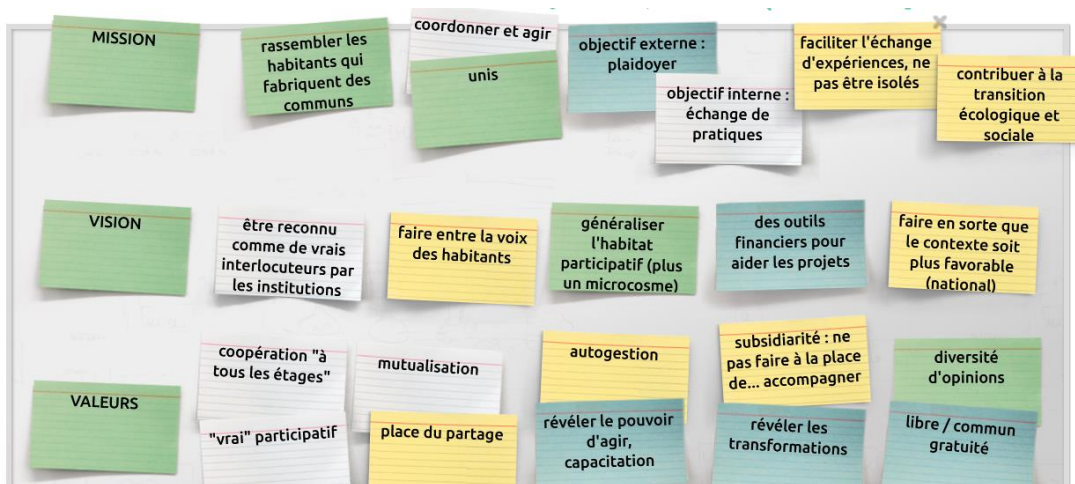 MISSION
rassembler les
habitants qui
fabriquent des
communs
coordonner et agir
unis
objectif externe :
plaidoyer
objectif interne :
échange de
pratiques
faciliter l'échange
d'expériences, ne
pas être isolés
contribuer à la
transition
écologique et
sociale
VISION
être reconnu
comme de vrais
interlocuteurs par
les institutions
faire entre la voix
des habitants
généraliser
l'habitat
participatif (plus
un microcosme)
des outils
financiers pour
aider les projets
faire en sorte que
le contexte soit
plus favorable
(national)
VALEURS
coopération "à
tous les étages"
mutualisation
autogestion
subsidiarité : ne
pas faire à la place
de... accompagner
diversité
d'opinions
"vrai" participatif
place du partage
révéler le pouvoir
d'agir,
capacitation
révéler les
transformations
libre / commun
gratuité